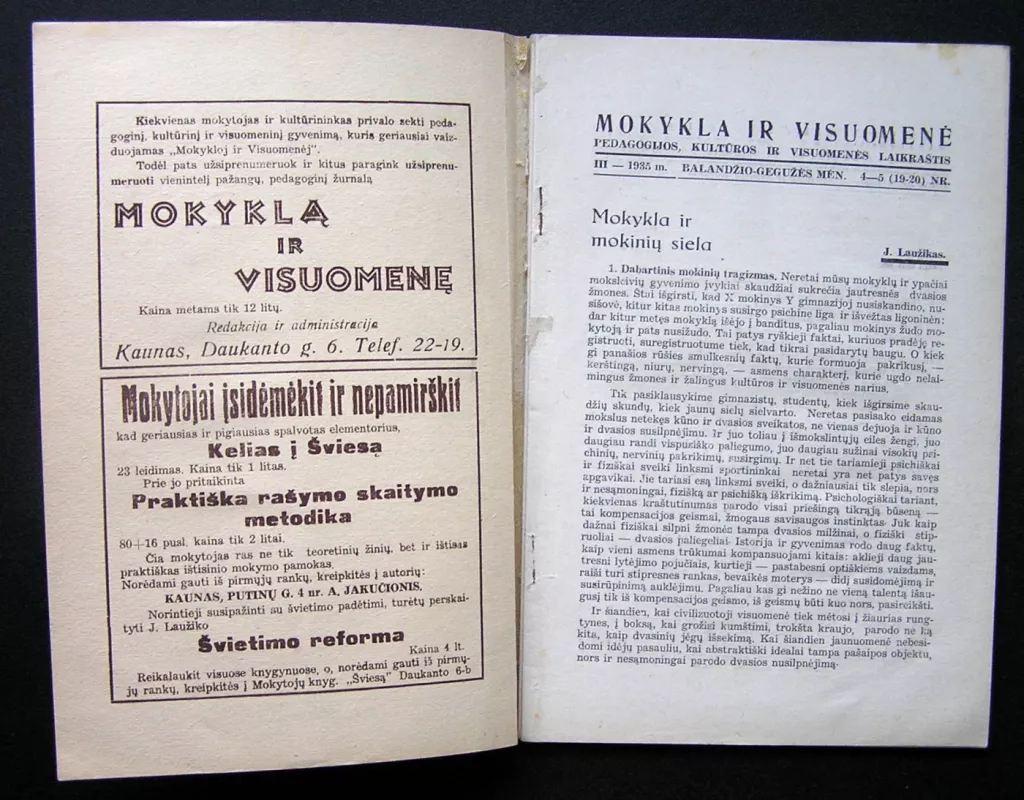 Kiekvienas mokytojas ir kultūrininkas privalo sekti peda-
goginį, kultūrinį ir visuomeninį gyvenimą, kuris geriausiai vaiz-
duojamas „Mokykloj ir Visuomenėj".
Todėl pats užsiprenumeruok ir kitus paragink užsiprenu-
meruoti vienintelį pažangų, pedagoginį žurnalą
MOKYKLĄ
IR
VISUOMENĘ
Kaina metams tik 12 litų.
Redakcija ir administracija
Kaunas, Daukanto g. 6. Telef. 22-19.
Mokytojai įsidėmėkit ir nepamirškit
kad geriausias ir pigiausias spalvotas elementorius,
Kelias į Šviesą
23 leidimas. Kaina tik 1 litas.
Prie jo pritaikinta
Praktiška rašymo skaitymo
metodika
80+16 pusl. kaina tik 2 litai.
Čia mokytojas ras ne tik teoretinių žinių, bet ir ištisas
praktiškas ištisinio mokymo pamokas.
Norėdami gauti iš pirmųjų rankų, kreipkitės į autorių:
KAUNAS, PUTINŲ G. 4 nr. A. JAKUČIONIS.
Norintieji susipažinti su švietimo padėtimi, turėtų perskai-
tyti J. Laužiko
Švietimo reforma
Kaina 4 lt.
Reikalaukit visuose knygynuose, o, norėdami gauti iš pirmų-
jų rankų, kreipkitės į Mokytojų knyg. „Šviesą" Daukanto 6-b
MOKYKLA IR VISUOMENĖ
PEDAGOGIJOS, KULTŪROS IR VISUOMENĖS LAIKRAŠTIS
III — 1935 m. BALANDŽIO-GEGUŽĖS MĖN. 4—5 (19-20) NR.
Mokykla ir
mokinių siela
J. Laužikas.
1. Dabartinis mokinių tragizmas. Neretai mūsų mokyklų ir ypačiai
moksleivių gyvenimo įvykiai skaudžiai sukrečia jautresnės dvasios
žmones. Štai išgirsti, kad X mokinys Y gimnazijoj nusiskandino, nu-
sišovė, kitur kitas mokinys susirgo psichine liga ir išvežtas ligoninėn;
dar kitur metęs mokyklą išėjo į banditus, pagaliau mokinys žudo mo-
kytoją ir pats nusižudo. Tai patys ryškieji faktai, kuriuos pradėję re-
gistruoti, suregistruotume tiek, kad tikrai pasidarytų baugu. O kiek
gi panašios rūšies smulkesnių faktų, kurie formuoja pakrikusį, —
kerštingą, niurų, nervingą, — asmens charakterį, kurie ugdo nelai-
mingus žmones ir žalingus kultūros ir visuomenės narius.
Tik pasiklausykime gimnazistų, studentų, kiek išgirsime skau-
džių skundų, kiek jaunų sielų sielvarto. Neretas pasisako eidamas
mokslus netekęs kūno ir dvasios sveikatos, ne vienas dejuoja ir kūno
ir dvasios susilpnėjimu. Ir juo toliau į išmokslintųjų eiles žengi, juo
daugiau randi vispusiško paliegumo, juo daugiau sužinai visokių psi-
chinių, nervinių pakrikimų, susirgimų. Ir net tie tariamieji psichiškai
ir fiziškai sveiki linksmi sportininkai neretai yra net patys savęs
apgavikai. Jie tariasi esą linksmi sveiki, o dažniausiai tik slepia, nors
ir nesąmoningai, fizišką ar psichišką iškrikimą. Psichologiškai tariant,
kiekvienas kraštutinumas parodo visai priešingą tikrąją būseną —
tai kompensacijos geismai, žmogaus savisaugos instinktas. Juk kaip
dažnai fiziškai silpni žmonės tampa dvasios milžinai, o fiziški stip-
ruoliai — dvasios paliegėliai. Istorija ir gyvenimas rodo daug faktų,
kaip vieni asmens trūkumai kompansuojami kitais: aklieji daug jau-
tresni lytėjimo pojučiais, kurtieji — pastabesni optiškiems vaizdams,
raiši turi stipresnes rankas, bevaikės moterys — didį susidomėjimą ir
susirūpinimą auklėjimu. Pagaliau kas gi nežino ne vieną talentą išau-
gusį tik iš kompensacijos geismo, iš geismų būti kuo nors, pasireikšti.
Ir šiandien, kai civilizuotoji visuomenė tiek mėtosi į žiaurias rung-
tynes, į boksą, kai grožiei kumštimi, trokšta kraujo, parodo ne ką
kita, kaip dvasinių jėgų išsekimą. Kai šiandien jaunuomenė nebesi-
domi idėjų pasauliu, kai abstraktiški idealai tampa pašaipos objektu,
nors ir nesąmoningai parodo dvasios nusilpnėjimą.